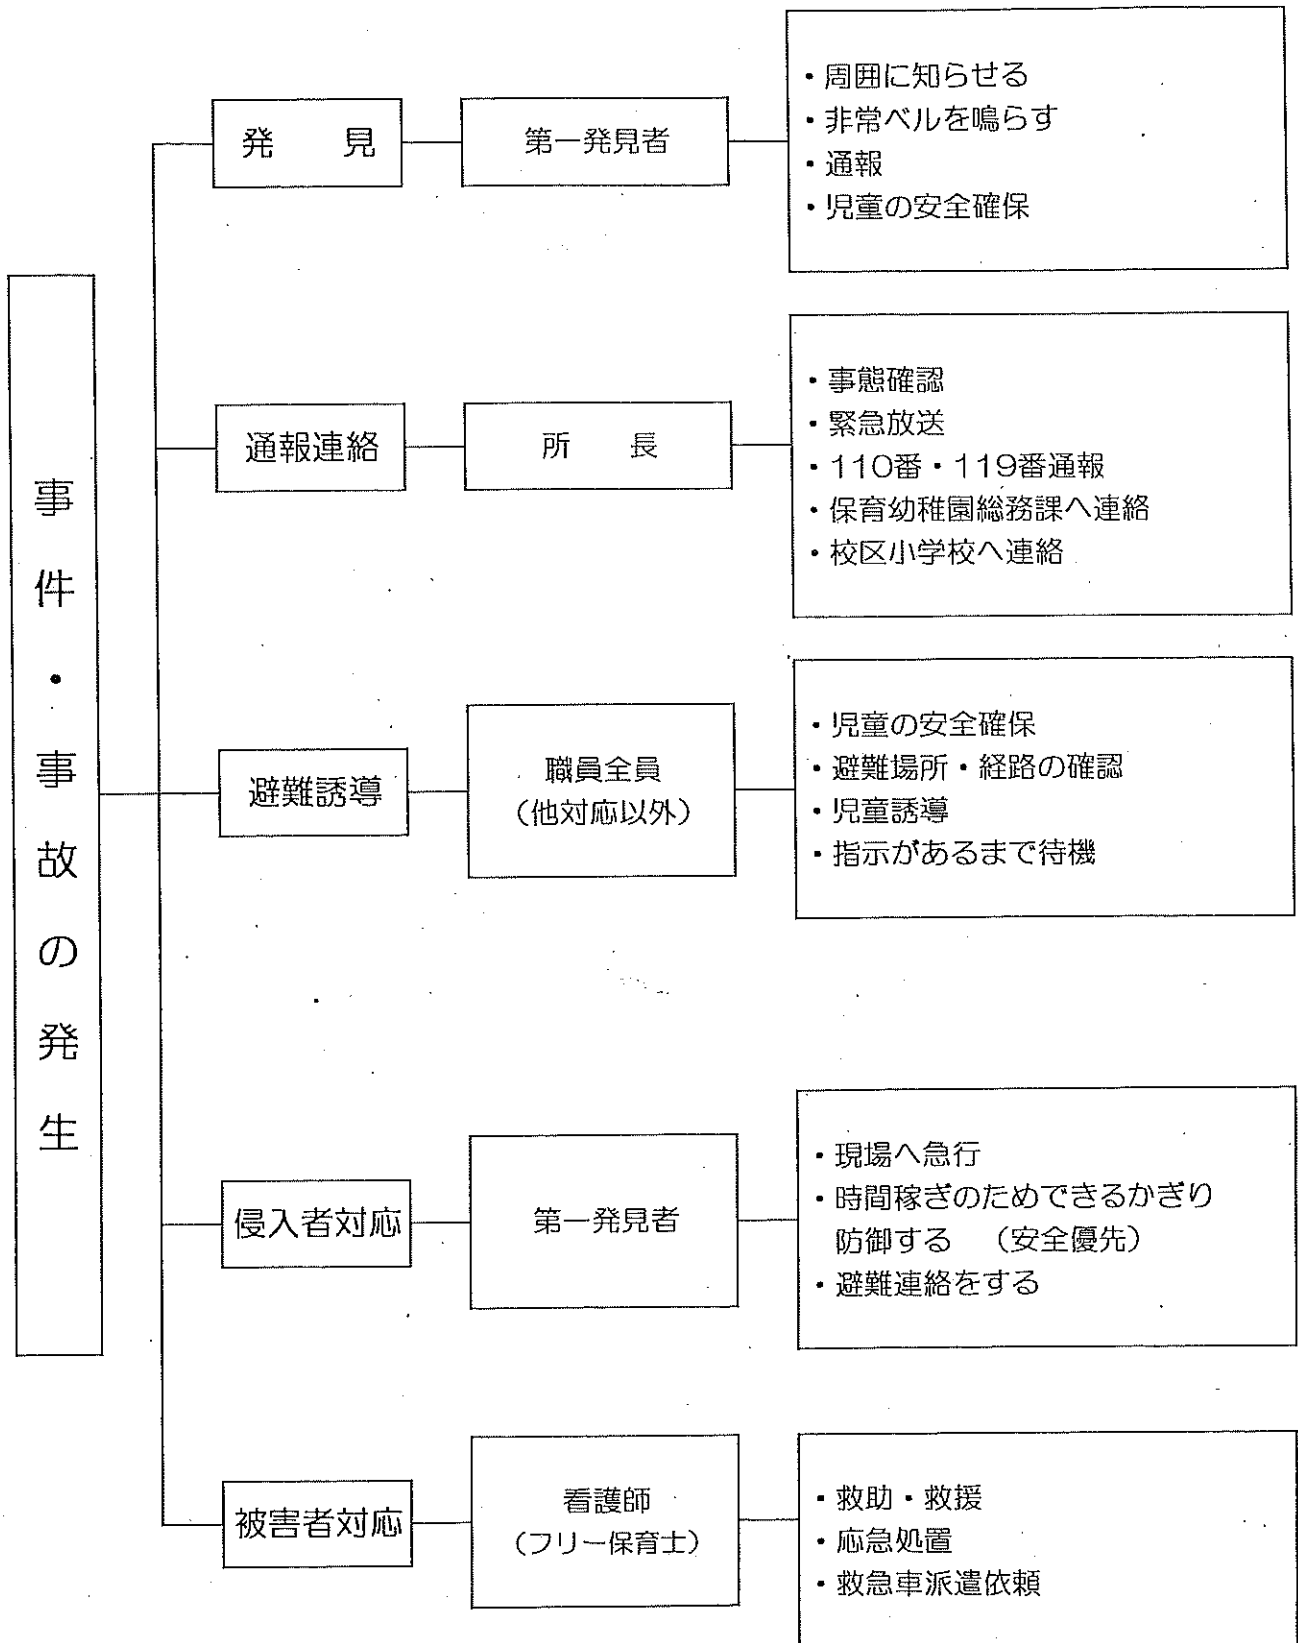 事件・事故の発生
発　　見
第一発見者
・周囲に知らせる
・非常ベルを鳴らす
・通報
・児童の安全確保
通報連絡
所　　長
・事態確認
・緊急放送
・110番・119番通報
・保育幼稚園総務課へ連絡
・校区小学校へ連絡
避難誘導
職員全員
（他対応以外）
・児童の安全確保
・避難場所・経路の確認
・児童誘導
・指示があるまで待機
侵入者対応
第一発見者
・現場へ急行
・時間稼ぎのためできるかぎり
防御する　（安全優先）
・避難連絡をする
被害者対応
看護師
（フリー保育士）
・救助・救援
・応急処置
・救急車派遣依頼